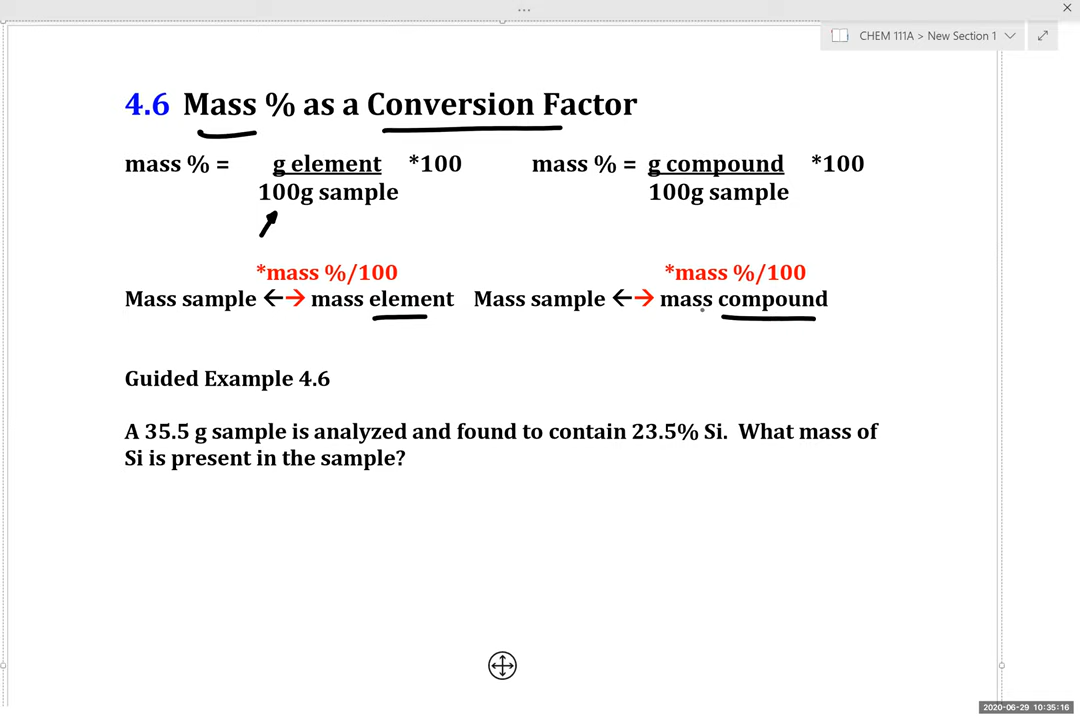 CHEM 111A > New Section 1
4.6 Mass % as a Conversion Factor
mass % = g element *100 mass % = g compound *100
100g sample 100g sample
*mass %/100 *mass %/100
Mass sample ←→ mass element Mass sample ←→ mass compound
Guided Example 4.6
A 35.5 g sample is analyzed and found to contain 23.5% Si. What mass of
Si is present in the sample?
2020-06-29 10:35:16